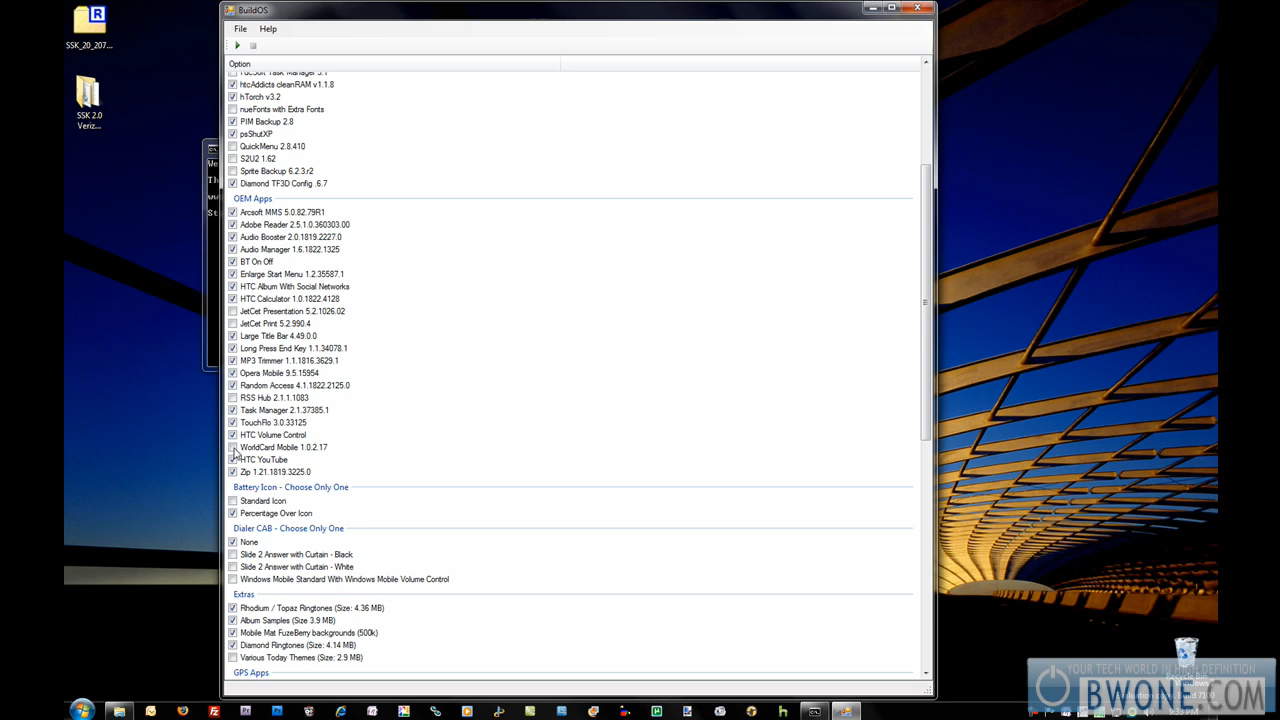 BuildOS
File Help
Option
htcAddicts cleanRAM v1.1.8
hTorch v3.2
nueFonts with Extra Fonts
PIM Backup 2.8
psShutXP
QuickMenu 2.8.410
S2U2 1.62
Sprite Backup 6.2.3.r2
Diamond TF3D Config .6.7
OEM Apps
Arcsoft MMS 5.0.82.79R1
Adobe Reader 2.5.1.0.360303.00
Audio Booster 2.0.1819.2227.0
Audio Manager 1.6.1822.1325
BT On Off
Enlarge Start Menu 1.2.35587.1
HTC Album With Social Networks
HTC Calculator 1.0.1822.4128
JetCet Presentation 5.2.1026.02
JetCet Print 5.2.990.4
Large Title Bar 4.49.0.0
Long Press End Key 1.1.34078.1
MP3 Trimmer 1.1.1816.3629.1
Opera Mobile 9.5.15954
Random Access 4.1.1822.2125.0
RSS Hub 2.1.1.1083
Task Manager 2.1.37385.1
TouchFlo 3.0.33125
HTC Volume Control
WorldCard Mobile 1.0.2.17
HTC YouTube
Zip 1.21.1819.3225.0
Battery Icon - Choose Only One
Standard Icon
Percentage Over Icon
Dialer CAB - Choose Only One
None
Slide 2 Answer with Curtain - Black
Slide 2 Answer with Curtain - White
Windows Mobile Standard With Windows Mobile Volume Control
Extras
Rhodium / Topaz Ringtones (Size: 4.36 MB)
Album Samples (Size 3.9 MB)
Mobile Mat FuzeBerry backgrounds (500k)
Diamond Ringtones (Size: 4.14 MB)
Various Today Themes (Size: 2.9 MB)
GPS Apps
SSK_20_207...
SSK 2.0
Veriz...
YOUR TECH WORLD IN HIGH DEFINITION
BWONE.COM
Recycle Bin
9:33 PM